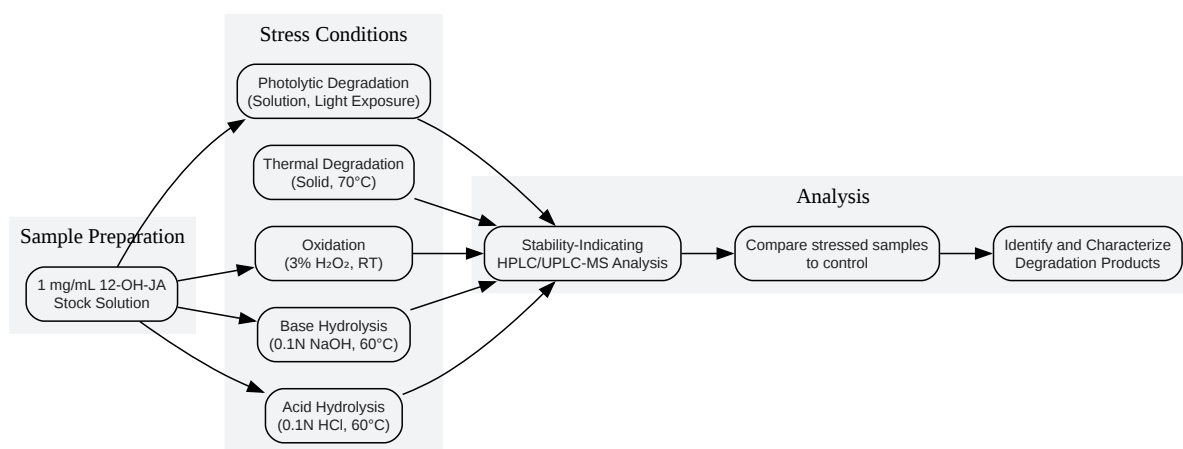 Stress Conditions
Photolytic Degradation
(Solution, Light Exposure)
Thermal Degradation
(Solid, 70°C)
Oxidation
(3% H₂O₂, RT)
Base Hydrolysis
(0.1N NaOH, 60°C)
Acid Hydrolysis
(0.1N HCl, 60°C)
Sample Preparation
1 mg/mL 12-OH-JA
Stock Solution
Analysis
Stability-Indicating
HPLC/UPLC-MS Analysis
Compare stressed samples
to control
Identify and Characterize
Degradation Products